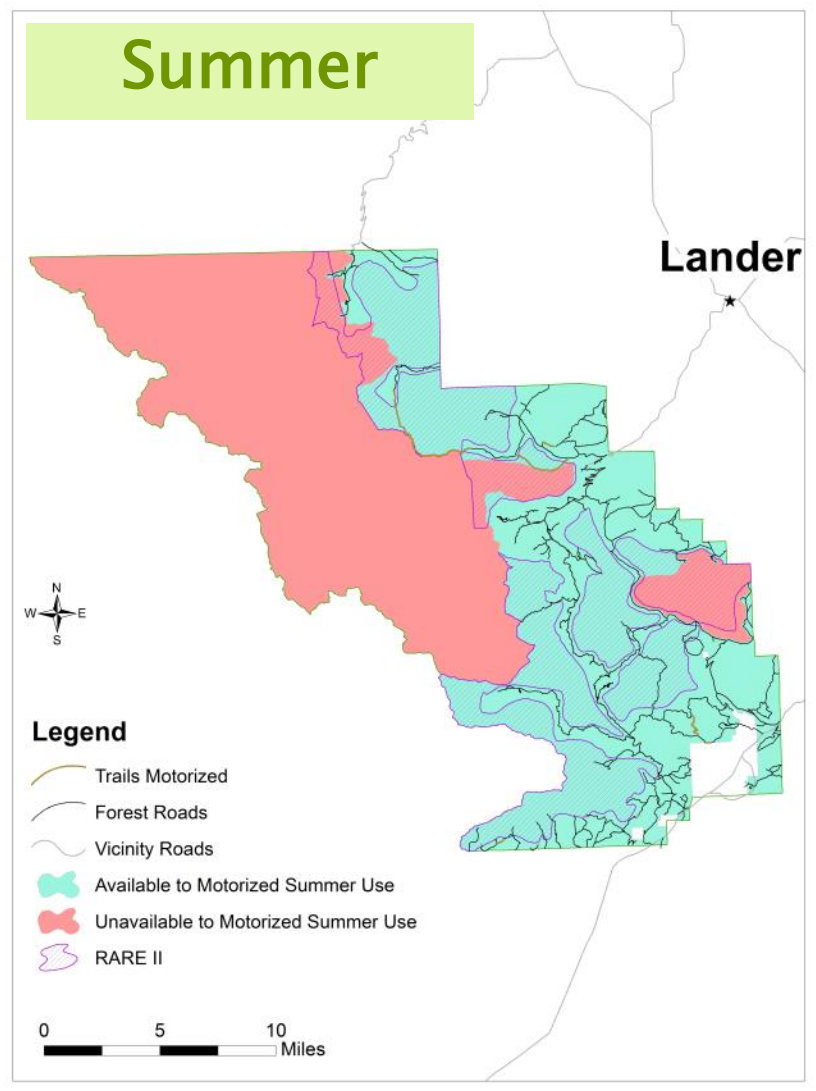 Summer
Lander
N
W E
S
Legend
Trails Motorized
Forest Roads
Vicinity Roads
Available to Motorized Summer Use
Unavailable to Motorized Summer Use
RARE II
0 5 10
Miles